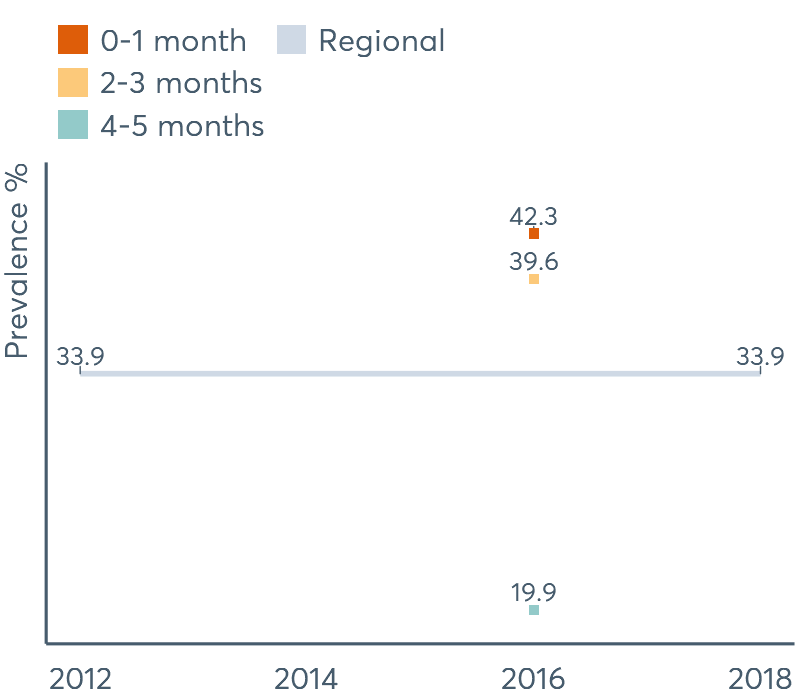 0-1 month
Regional
2-3 months
4-5 months
Prevalence %
42.3
39.6
33.9
33.9
19.9
2012
2014
2016
2018